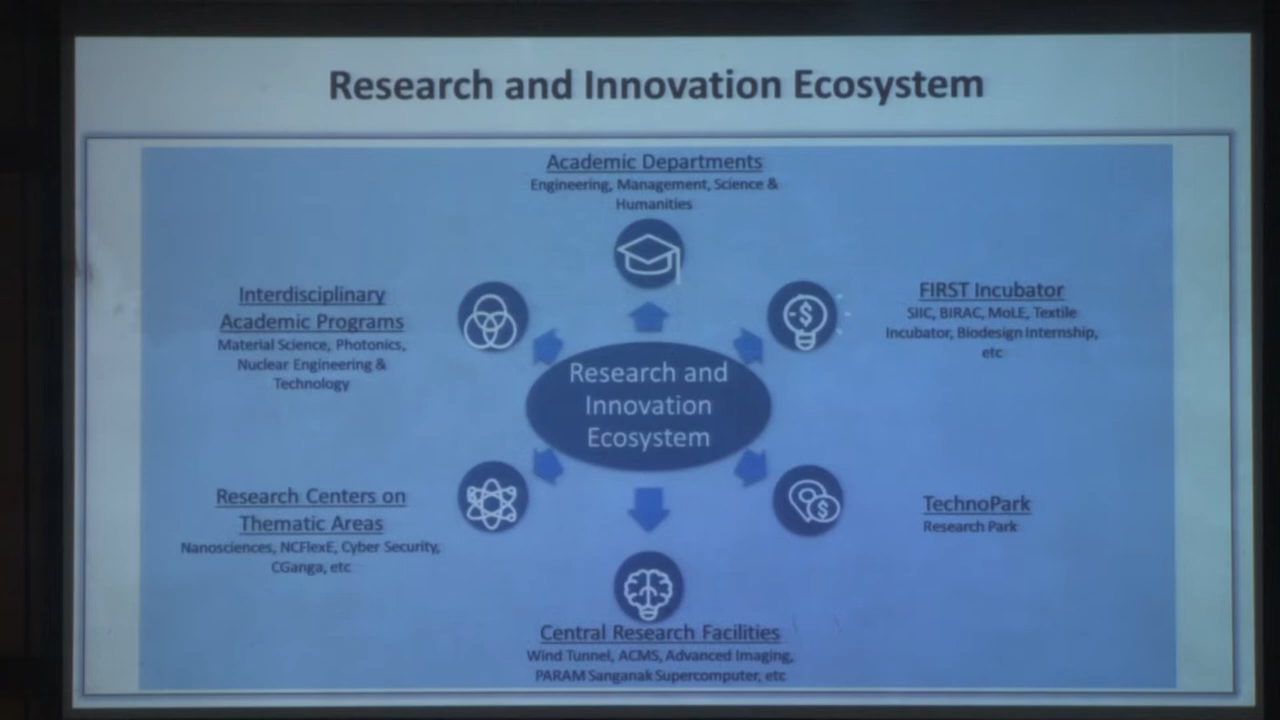 Research and Innovation Ecosystem
Academic Departments
Engineering, Management, Science &
Humanities
Interdisciplinary
Academic Programs
Material Science, Photonics,
Nuclear Engineering &
Technology
FIRST Incubator
SIIC, BIRAC, MoLE, Textile
Incubator, Biodesign Internship,
etc
Research and
Innovation
Ecosystem
Research Centers on
Thematic Areas
Nanosciences, NCFlexE, Cyber Security,
CGanga, etc
TechnoPark
Research Park
Central Research Facilities
Wind Tunnel, ACMS, Advanced Imaging,
PARAM Sanganak Supercomputer, etc